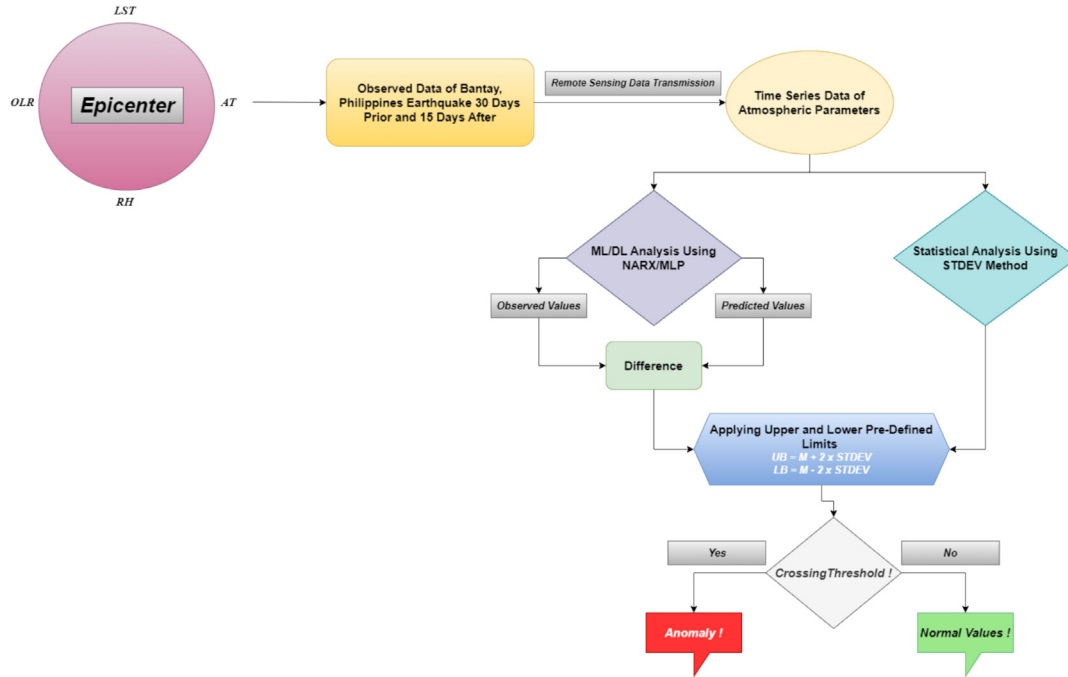 LST
OLR
Epicenter
AT
RH
Observed Data of Bantay,
Philippines Earthquake 30 Days
Prior and 15 Days After
Remote Sensing Data Transmission
Time Series Data of
Atmospheric Parameters
ML/DL Analysis Using
NARX/MLP
Statistical Analysis Using
STDEV Method
Observed Values
Predicted Values
Difference
Applying Upper and Lower Pre-Defined
Limits
UB = M + 2 x STDEV
LB = M - 2 x STDEV
Yes
No
CrossingThreshold !
Anomaly !
Normal Values !